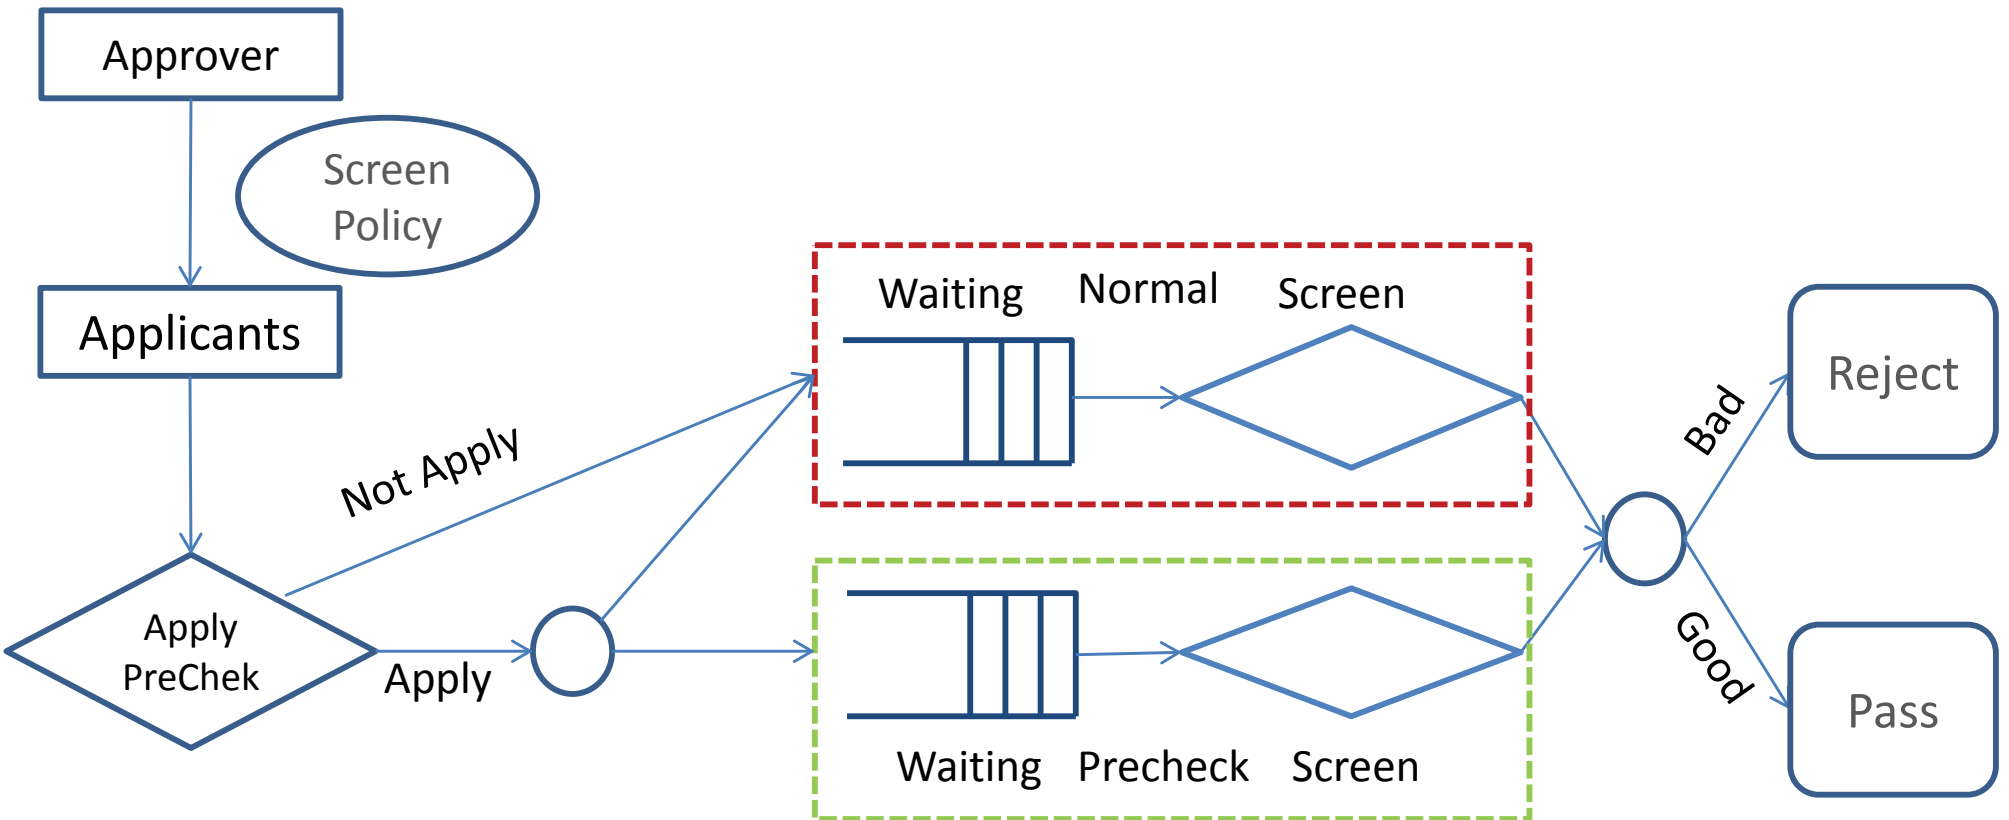 Approver
Screen
Policy
Applicants
Not Apply
Apply
PreChek
Apply
Waiting Normal Screen
Waiting Precheck Screen
Bad
Good
Reject
Pass